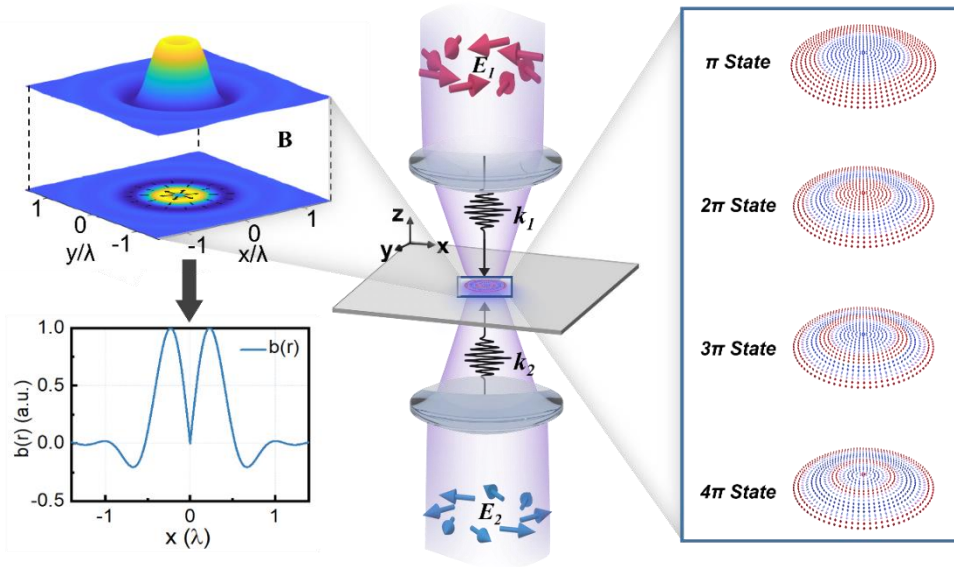 B
1
0
-1
y/λ
-1
0
1
x/λ
b(r) (a.u.)
1.0
0.5
0.0
-0.5
b(r)
-1
0
1
x (λ)
E1
k1
z
y
x
k2
E2
π State
2π State
3π State
4π State